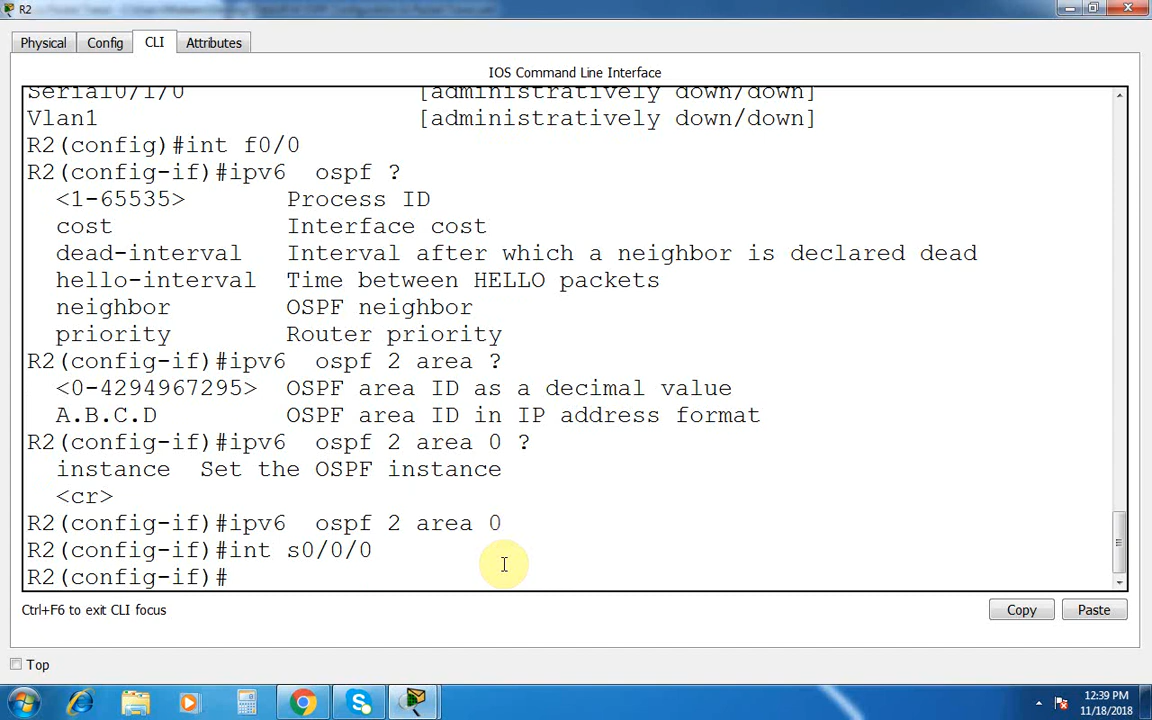 R2
Physical
Config
CLI
Attributes
IOS Command Line Interface
Serial0/1/0 [administratively down/down]
Vlan1 [administratively down/down]
R2(config)#int f0/0
R2(config-if)#ipv6  ospf ?
<1-65535> Process ID
cost Interface cost
dead-interval Interval after which a neighbor is declared dead
hello-interval Time between HELLO packets
neighbor OSPF neighbor
priority Router priority
R2(config-if)#ipv6  ospf 2 area ?
<0-4294967295> OSPF area ID as a decimal value
A.B.C.D OSPF area ID in IP address format
R2(config-if)#ipv6  ospf 2 area 0 ?
instance Set the OSPF instance
<cr>
R2(config-if)#ipv6  ospf 2 area 0
R2(config-if)#int s0/0/0
R2(config-if)#
Ctrl+F6 to exit CLI focus
Copy
Paste
Top
12:39 PM
11/18/2018